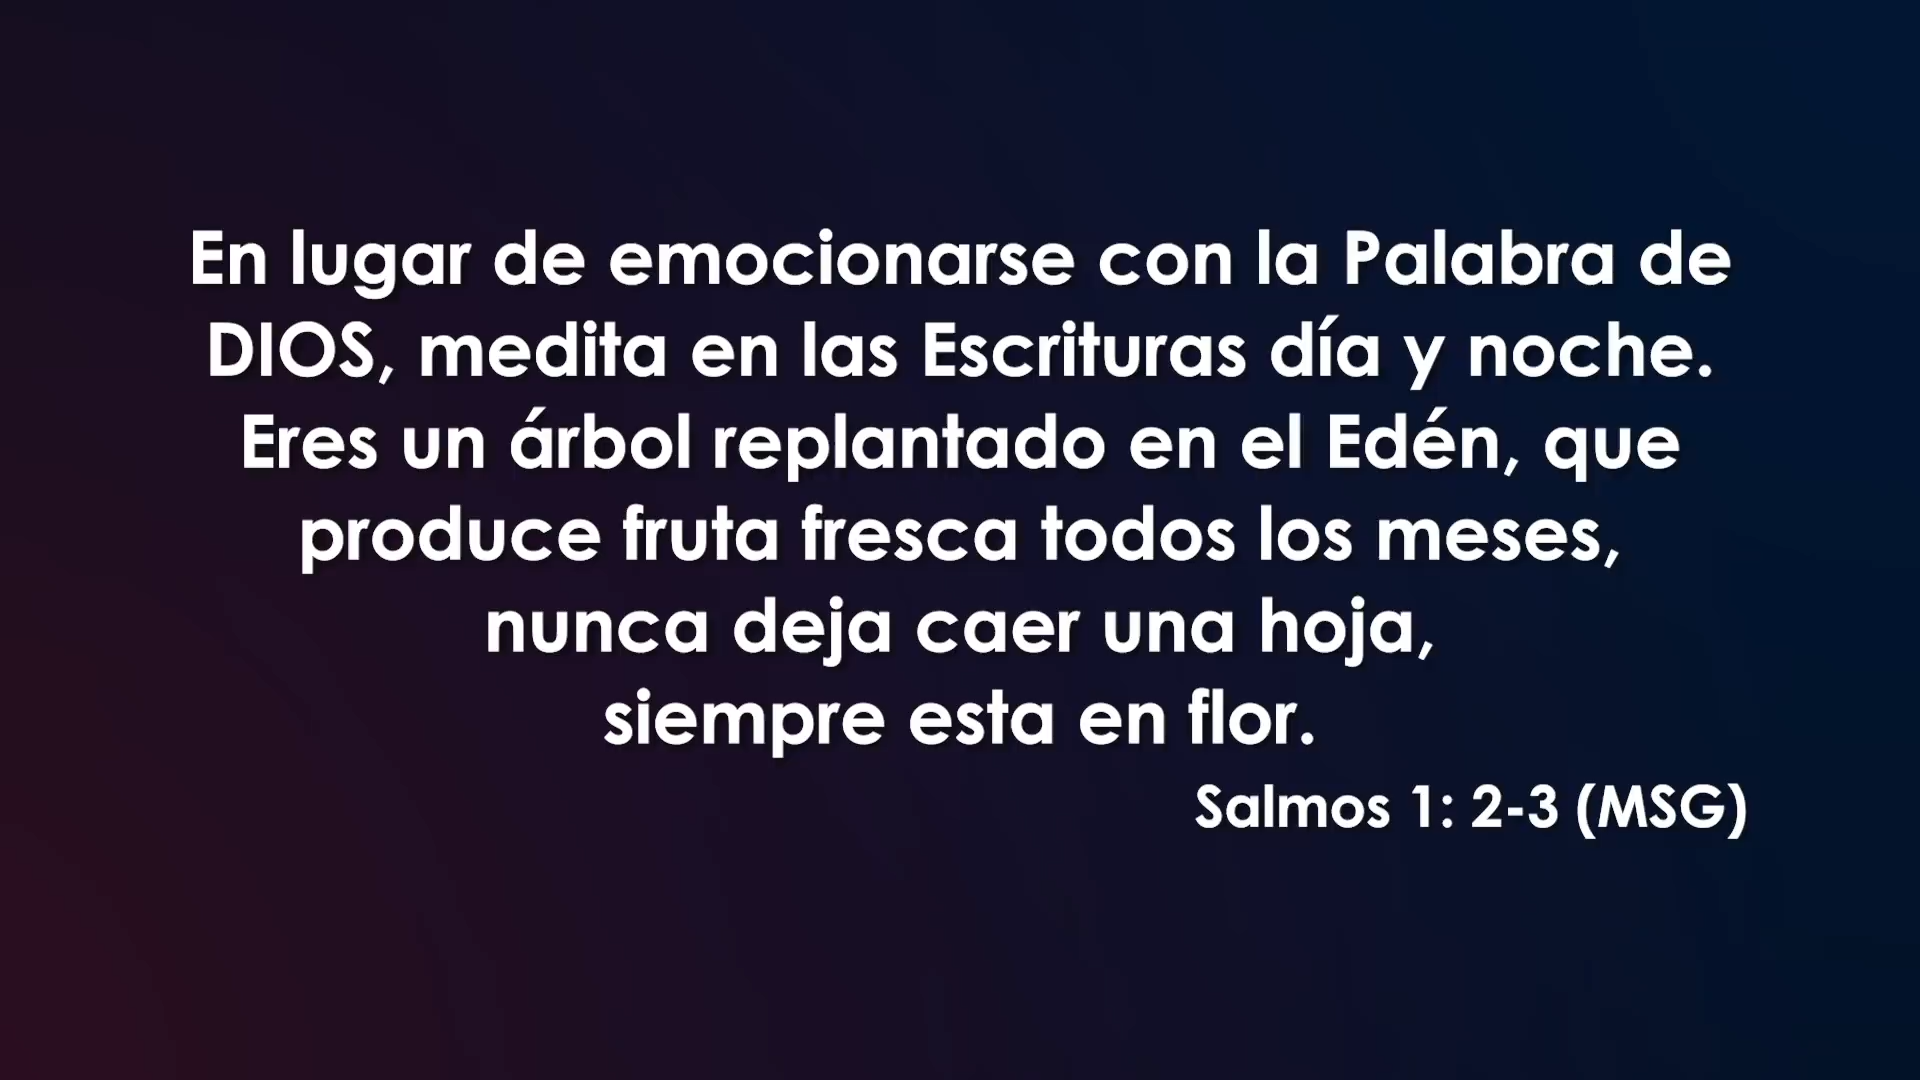 En lugar de emocionarse con la Palabra de
DIOS, medita en las Escrituras día y noche.
Eres un árbol replantado en el Edén, que
produce fruta fresca todos los meses,
nunca deja caer una hoja,
siempre esta en flor.
Salmos 1: 2-3 (MSG)